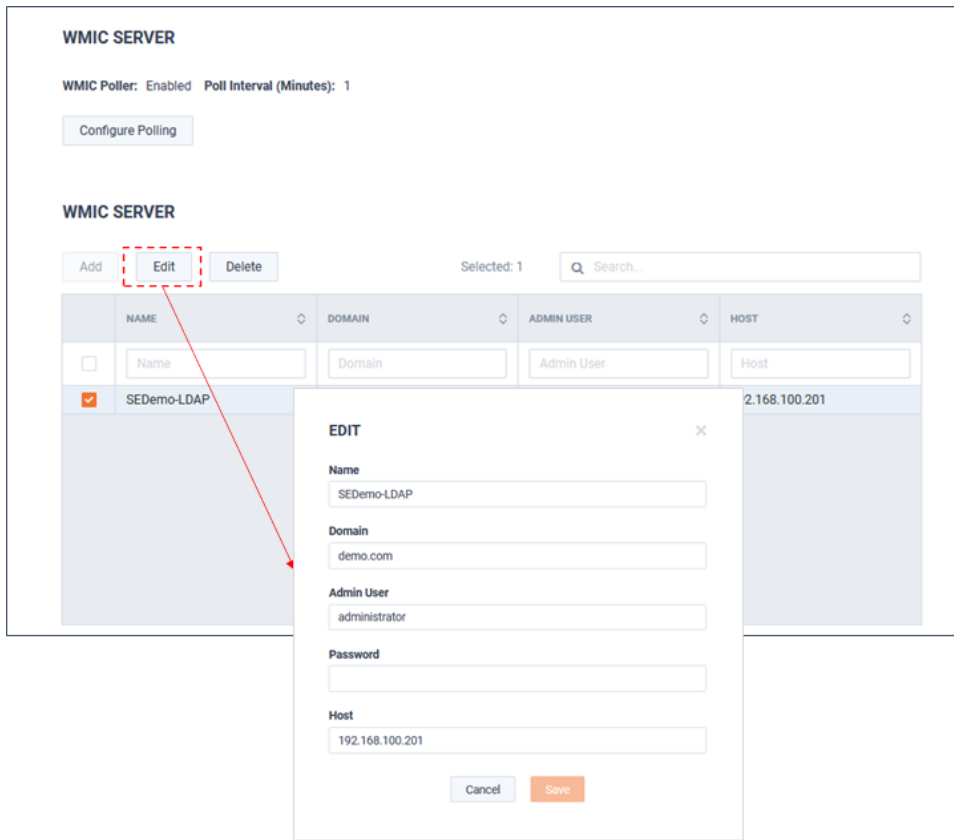 WMIC SERVER
WMIC Poller: Enabled Poll Interval (Minutes): 1
Configure Polling
WMIC SERVER
Add Edit Delete Selected: 1 Search...
NAME DOMAIN ADMIN USER HOST
Name Domain Admin User Host
SEDemo-LDAP 2.168.100.201
EDIT
Name
SEDemo-LDAP
Domain
demo.com
Admin User
administrator
Password
Host
192.168.100.201
Cancel Save